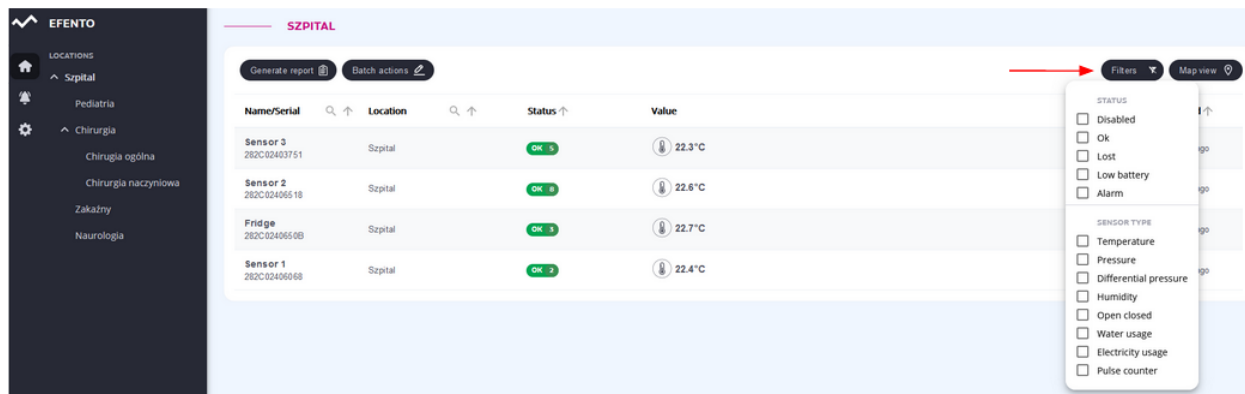 EFENTO
LOCATIONS
Szpital
Pediatria
Chirurgia
Chirugia ogólna
Chirurgia naczyniowa
Zakaźny
Naurologia
SZPITAL
Generate report
Batch actions
Filters
Map view
Name/Serial
Location
Status
Value
Sensor 3
282C02403751
Szpital
OK 5
22.3°C
Sensor 2
282C02406518
Szpital
OK 8
22.6°C
ago
Fridge
282C0240650B
Szpital
OK 3
22.7°C
Sensor 1
282C02406068
Szpital
OK 2
22.4°C
STATUS
Disabled
Ok
Lost
Low battery
Alarm
SENSOR TYPE
Temperature
Pressure
Differential pressure
Humidity
Open closed
Water usage
Electricity usage
Pulse counter